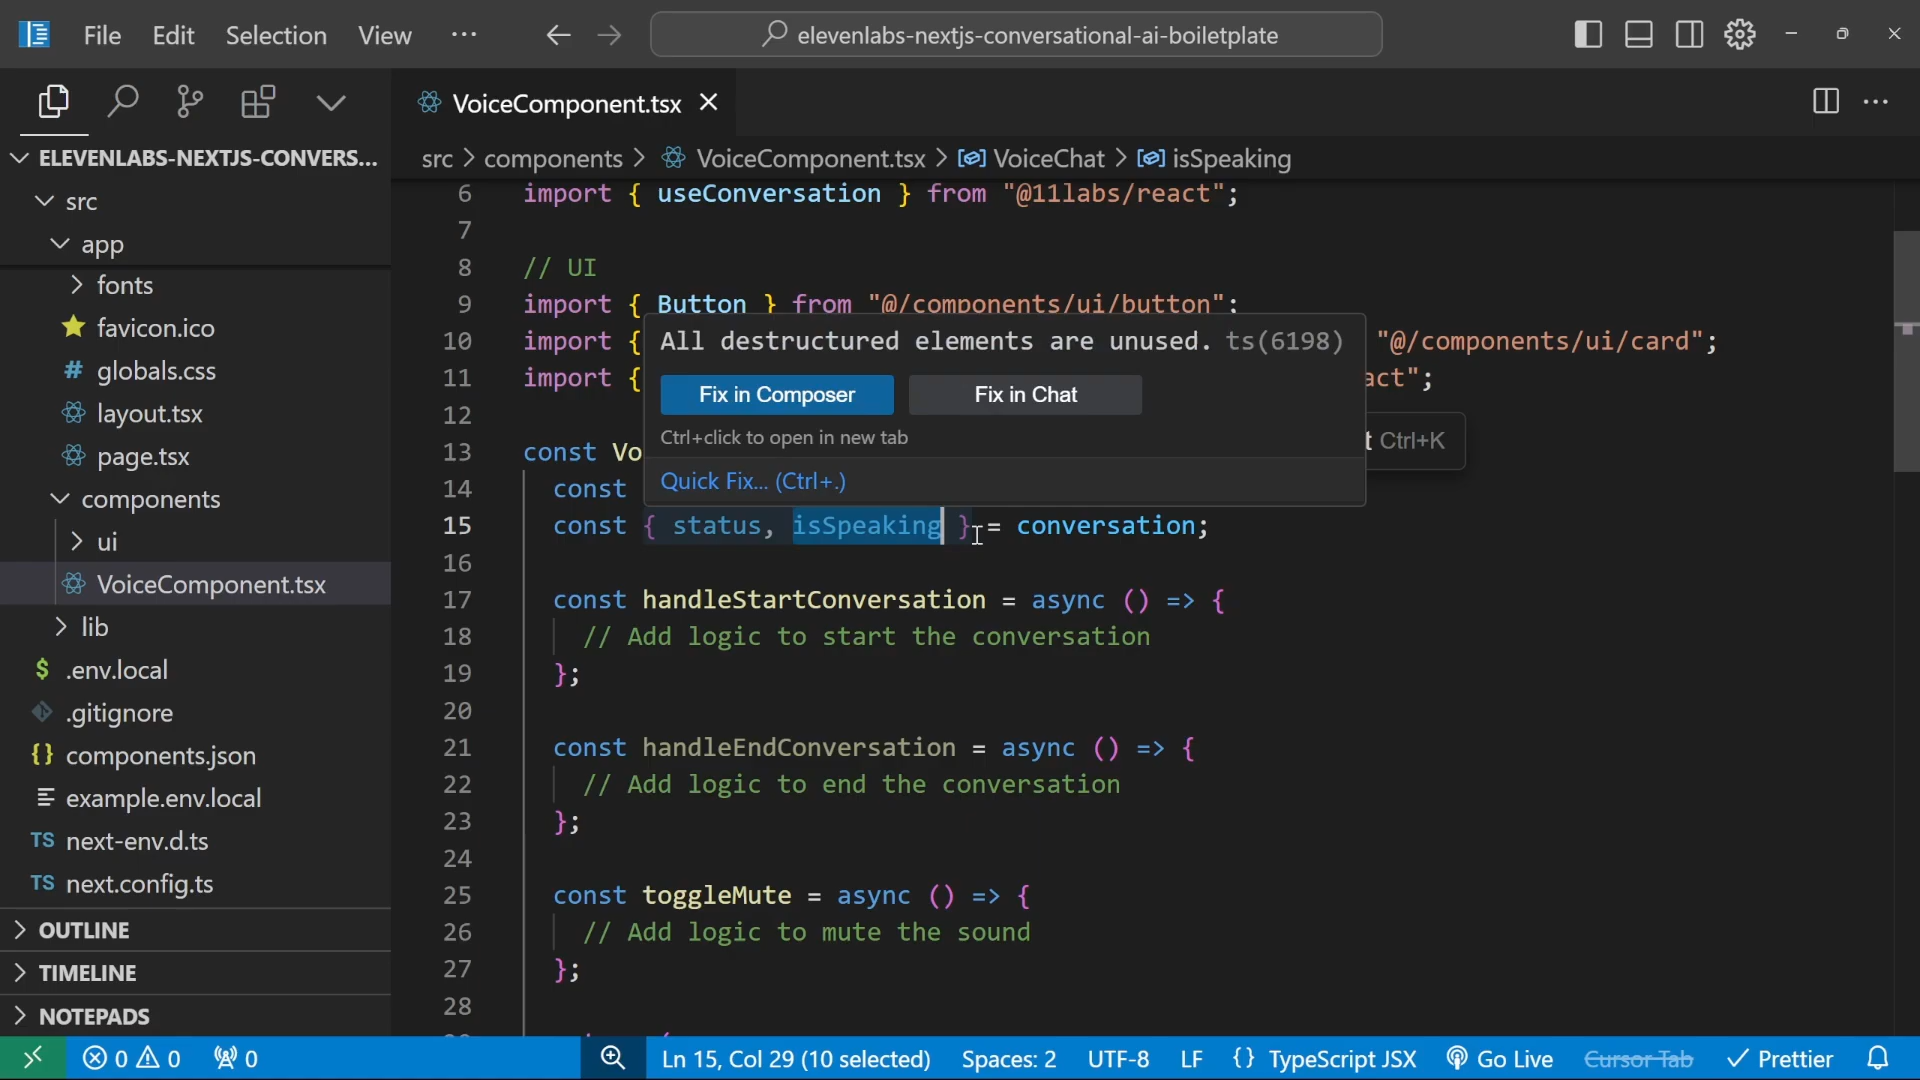 File Edit Selection View ··· elevenlabs-nextjs-conversational-ai-boiletplate
VoiceComponent.tsx
ELEVENLABS-NEXTJS-CONVERS...
src > components > VoiceComponent.tsx > VoiceChat > isSpeaking
src
app
fonts
favicon.ico
globals.css
layout.tsx
page.tsx
components
ui
VoiceComponent.tsx
lib
.env.local
.gitignore
components.json
example.env.local
next-env.d.ts
next.config.ts
OUTLINE
TIMELINE
NOTEPADS
6 import { useConversation } from "@11labs/react";
7
8 // UI
9 import { Button } from "@/components/ui/button";
10 import { "@/components/ui/card";
11 import { act";
12
13 const Vo
14 const
15 const { status, isSpeaking } = conversation;
16
17 const handleStartConversation = async () => {
18 // Add logic to start the conversation
19 };
20
21 const handleEndConversation = async () => {
22 // Add logic to end the conversation
23 };
24
25 const toggleMute = async () => {
26 // Add logic to mute the sound
27 };
28
All destructured elements are unused. ts(6198)
Fix in Composer Fix in Chat
Ctrl+click to open in new tab
Quick Fix... (Ctrl+.)
t Ctrl+K
0 0 0 Ln 15, Col 29 (10 selected) Spaces: 2 UTF-8 LF {} TypeScript JSX Go Live Cursor Tab Prettier